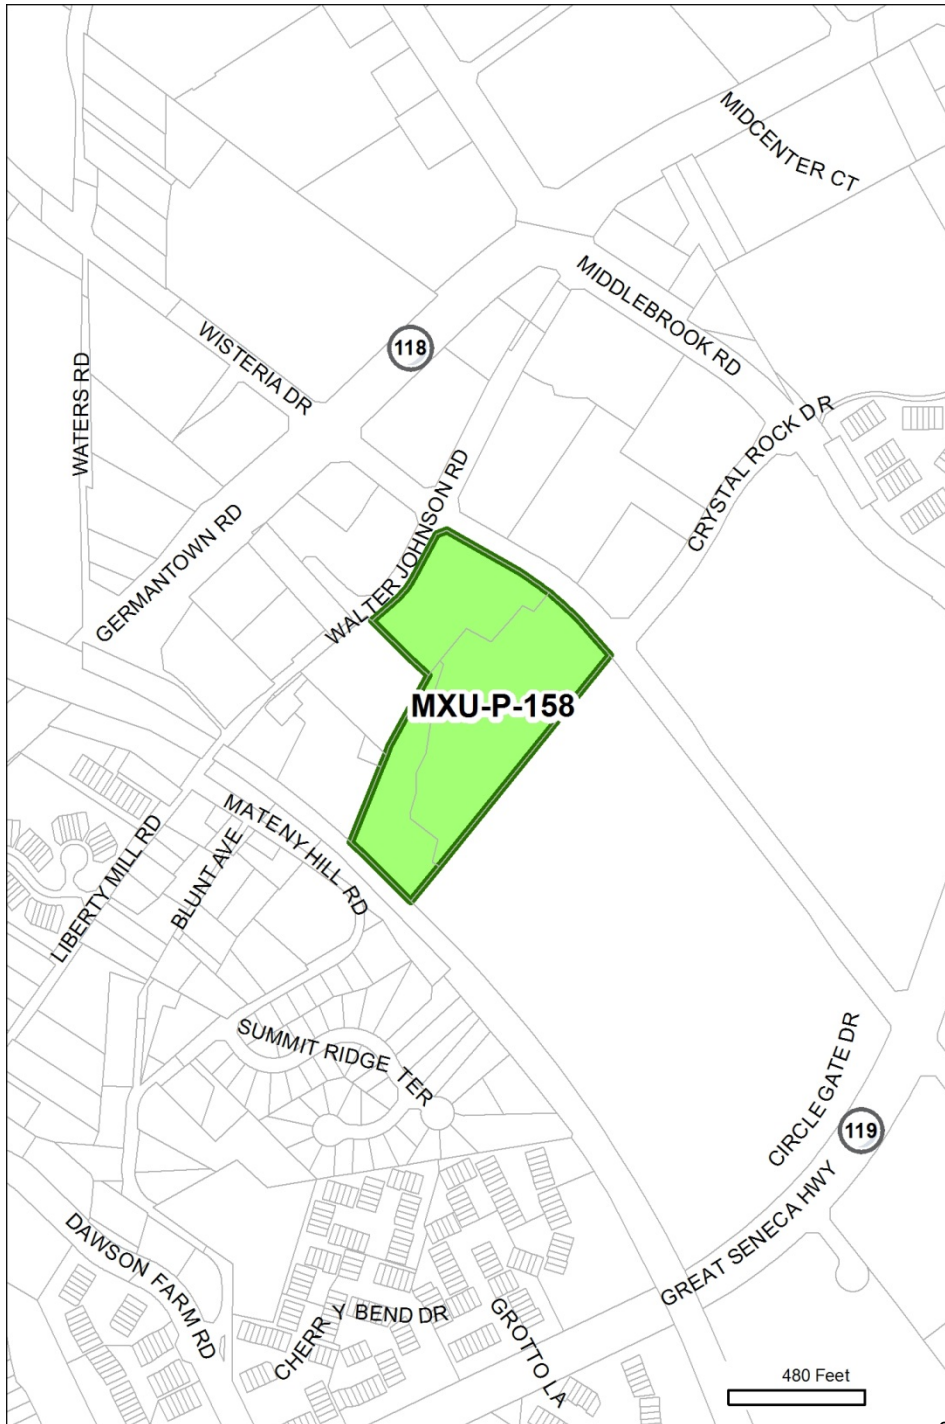 MIDCENTER CT
MIDDLEBROOK RD
118
WISTERIA DR
WATERS RD
CRYSTAL ROCK DR
WALTER JOHNSON RD
GERMANTOWN RD
MXU-P-158
MATENY HILL RD
LIBERTY MILL RD
BLUNT AVE
SUMMIT RIDGE TER
CIRCLE GATE DR
119
GREAT SENECA HWY
DAWSON FARM RD
CHERR Y BEND DR
GROTTO LA
480 Feet